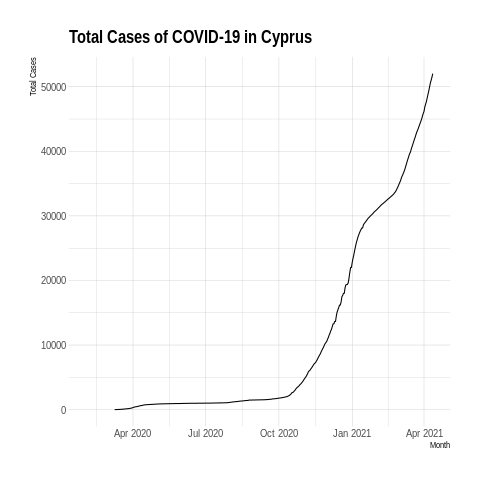 Total Cases of COVID-19 in Cyprus
Total Cases
50000
40000
30000
20000
10000
0
Apr 2020 Jul 2020 Oct 2020 Jan 2021 Apr 2021
Month